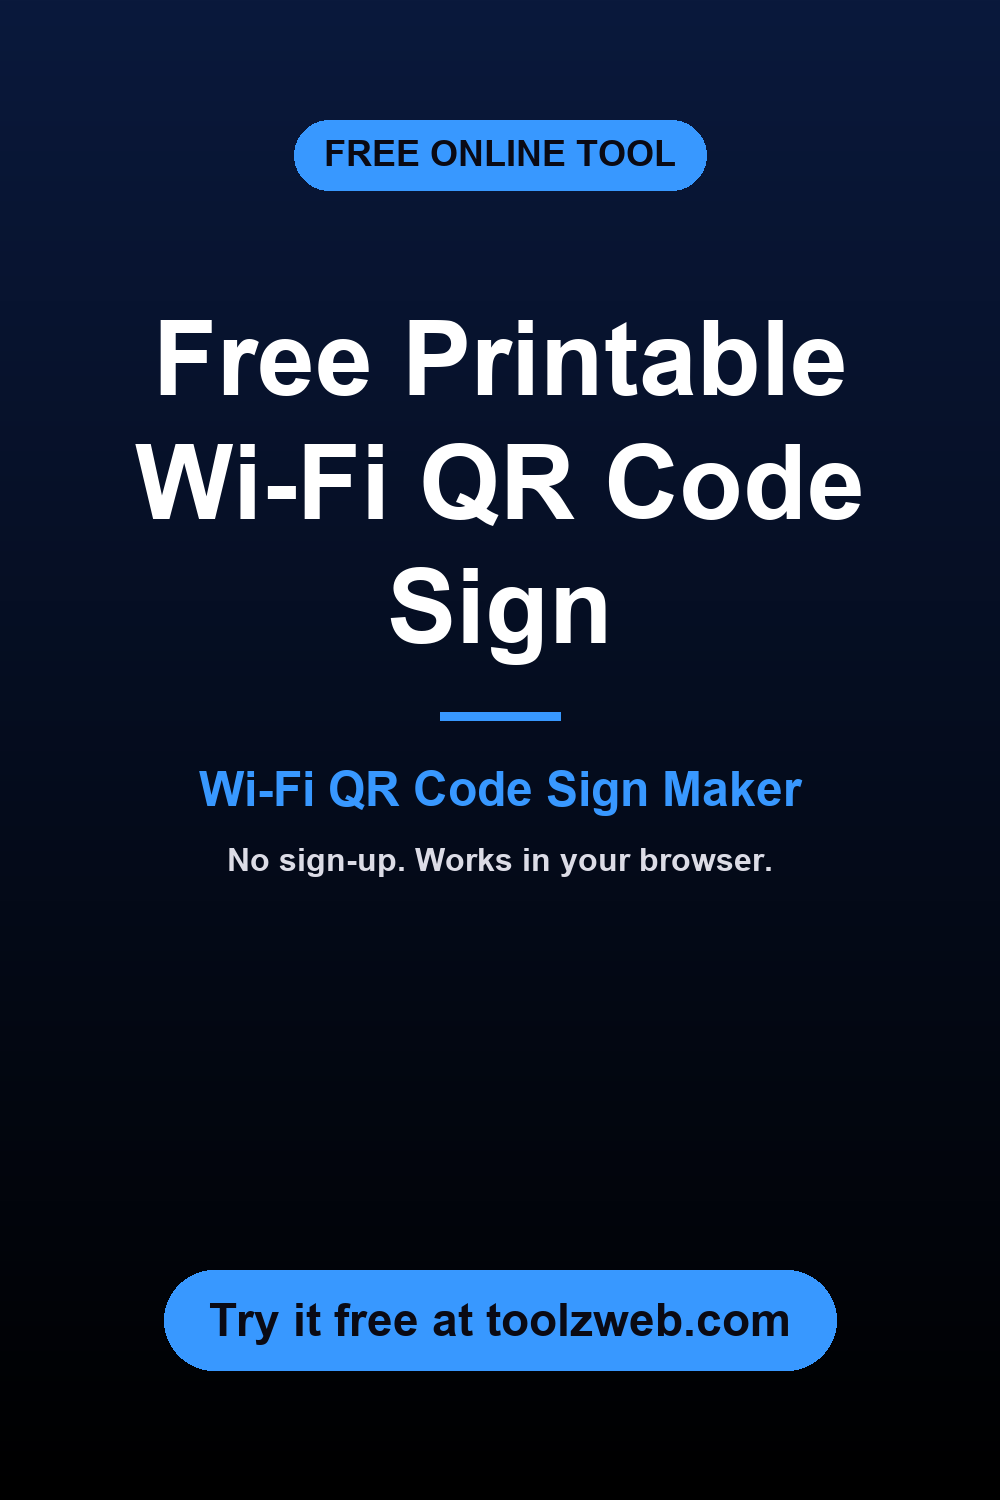 FREE ONLINE TOOL
Free Printable
Wi-Fi QR Code
Sign
Wi-Fi QR Code Sign Maker
No sign-up. Works in your browser.
Try it free at toolzweb.com